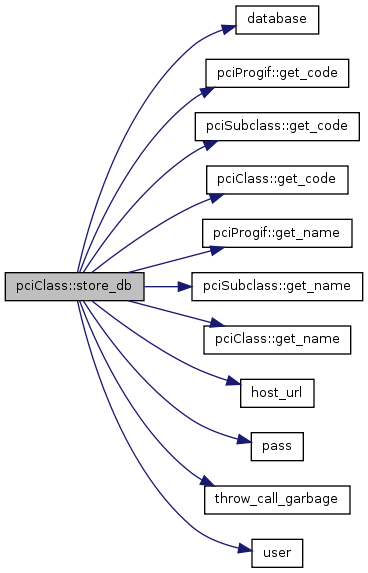 database
pciProgif::get_code
pciSubclass::get_code
pciClass::get_code
pciProgif::get_name
pciClass::store_db
pciSubclass::get_name
pciClass::get_name
host_url
pass
throw_call_garbage
user